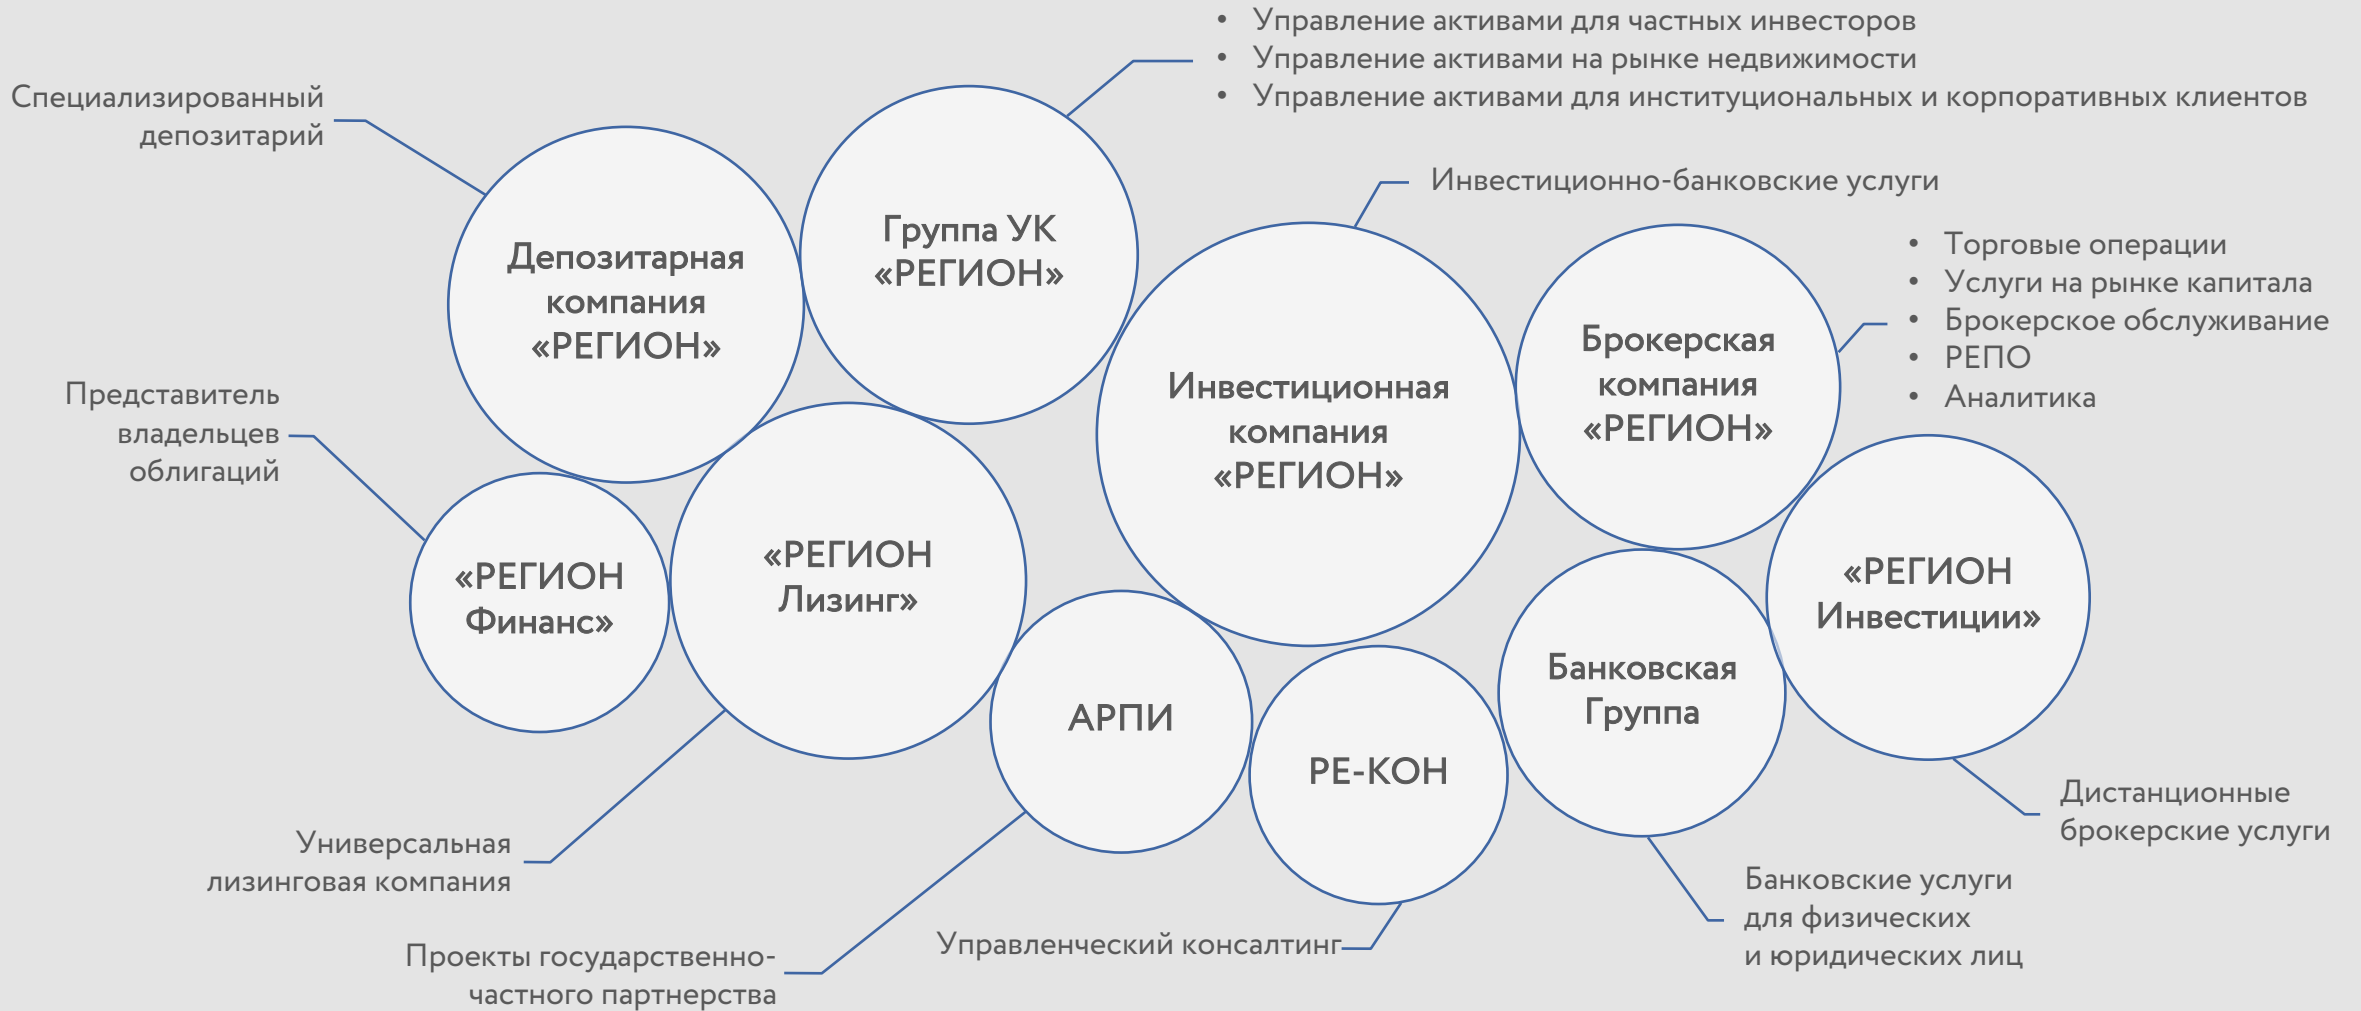 • Управление активами для частных инвесторов
• Управление активами на рынке недвижимости
• Управление активами для институциональных и корпоративных клиентов
Специализированный
депозитарий
Депозитарная
компания
«РЕГИОН»
Группа УК
«РЕГИОН»
Инвестиционно-банковские услуги
Инвестиционная
компания
«РЕГИОН»
Брокерская
компания
«РЕГИОН»
• Торговые операции
• Услуги на рынке капитала
• Брокерское обслуживание
• РЕПО
• Аналитика
Представитель
владельцев
облигаций
«РЕГИОН
Финанс»
«РЕГИОН
Лизинг»
АРПИ
РЕ-КОН
Банковская
Группа
«РЕГИОН
Инвестиции»
Универсальная
лизинговая компания
Проекты государственно-
частного партнерства
Управленческий консалтинг
Банковские услуги
для физических
и юридических лиц
Дистанционные
брокерские услуги